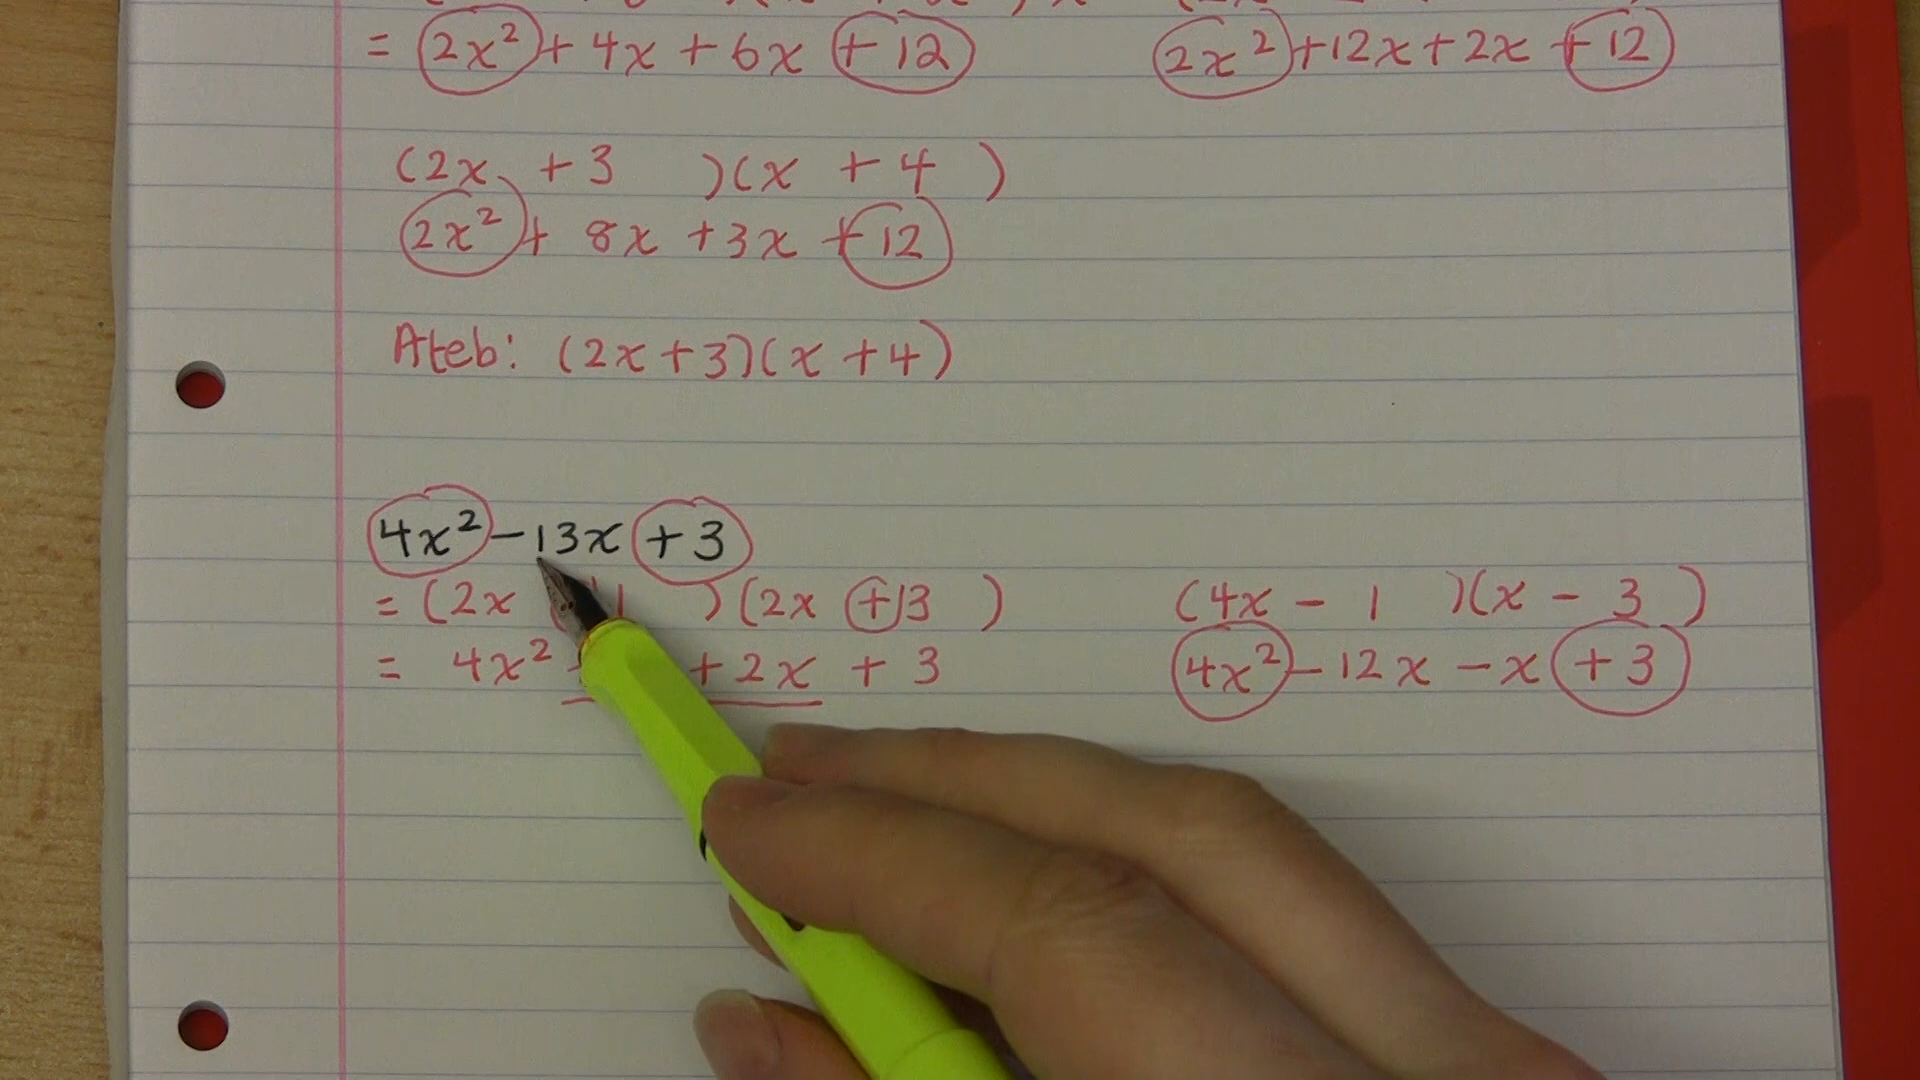 = 2x² + 4x + 6x + 12 2x² + 12x + 2x + 12
(2x + 3 )(x + 4 )
2x² + 8x + 3x + 12
Ateb: (2x + 3)(x + 4)
4x² - 13x + 3
= (2x 1 )(2x + 3 ) (4x - 1 )(x - 3 )
= 4x² + 2x + 3 4x² - 12x - x + 3